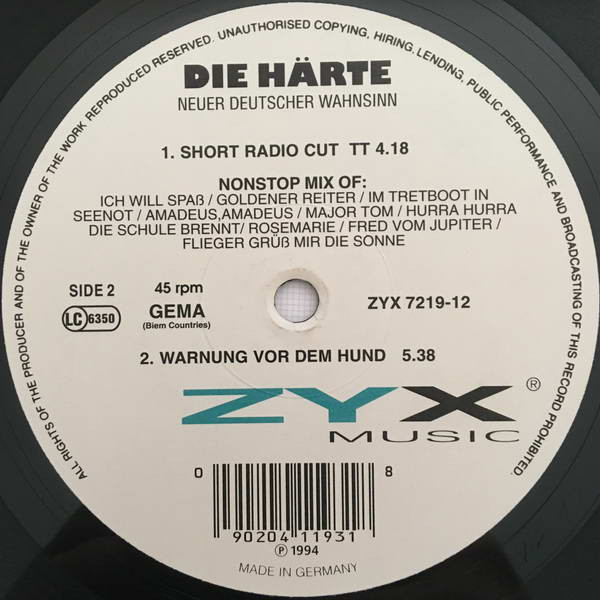 ALL RIGHTS OF THE PRODUCER AND OF THE OWNER OF THE WORK REPRODUCED RESERVED. UNAUTHORISED COPYING, HIRING, LENDING, PUBLIC PERFORMANCE AND BROADCASTING OF THIS RECORD PROHIBITED.
DIE HÄRTE
NEUER DEUTSCHER WAHNSINN
1. SHORT RADIO CUT TT 4.18
NONSTOP MIX OF:
ICH WILL SPAß / GOLDENER REITER / IM TRETBOOT IN
SEENOT / AMADEUS,AMADEUS / MAJOR TOM / HURRA HURRA
DIE SCHULE BRENNT/ ROSEMARIE / FRED VOM JUPITER /
FLIEGER GRÜß MIR DIE SONNE
SIDE 2 45 rpm
LC 6350 GEMA ZYX 7219-12
(Biem Countries)
2. WARNUNG VOR DEM HUND 5.38
ZYX ®
MUSIC
0 8
90204 11931
℗ 1994
MADE IN GERMANY